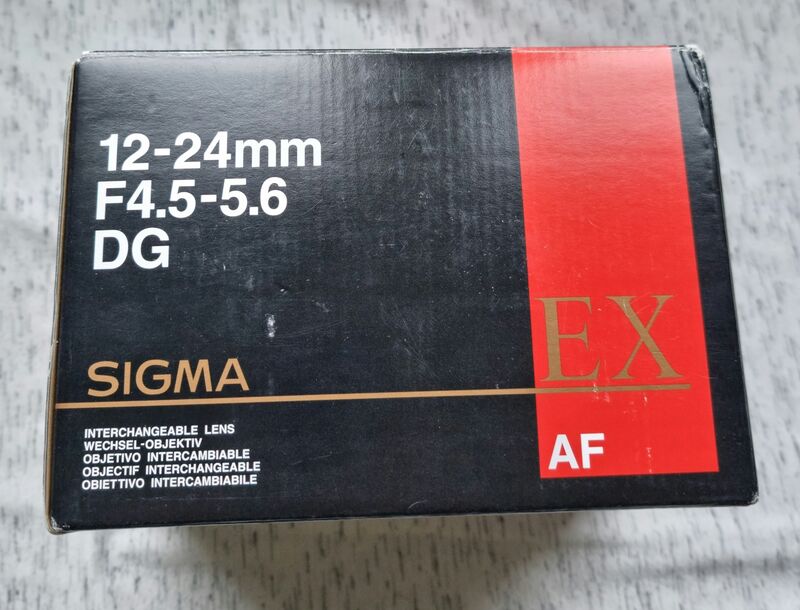 12-24mm
F4.5-5.6
DG
SIGMA
EX
INTERCHANGEABLE LENS
WECHSEL-OBJEKTIV
OBJETIVO INTERCAMBIABLE
OBJECTIF INTERCHANGEABLE
OBIETTIVO INTERCAMBIABILE
AF